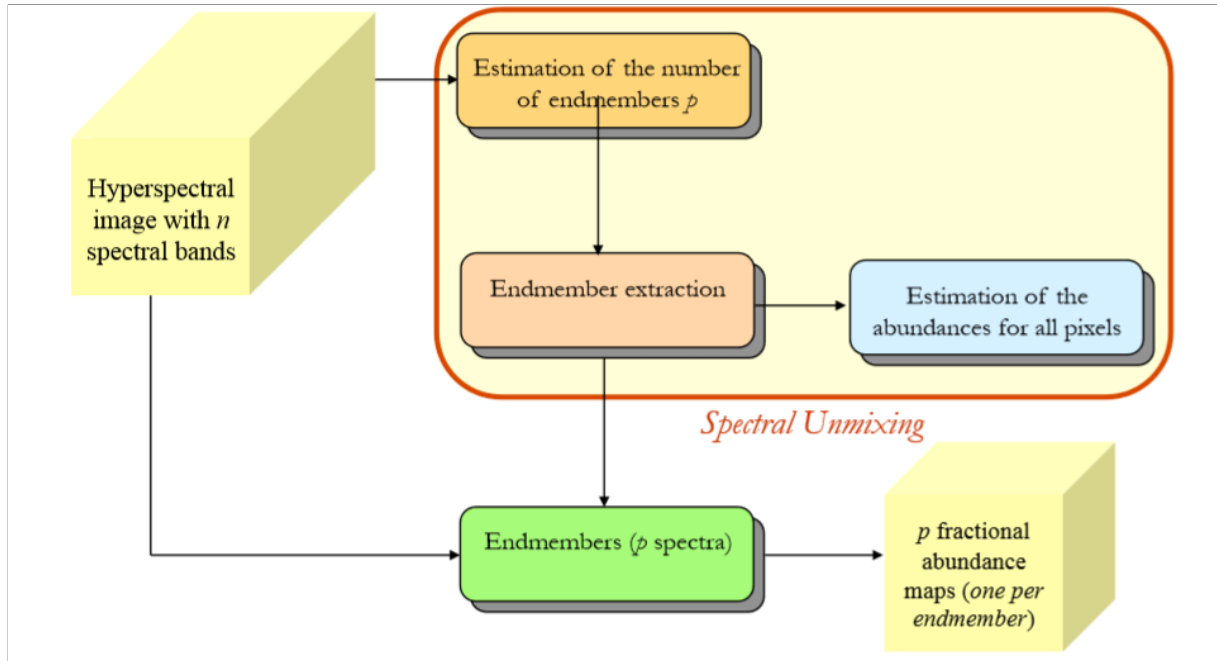 Estimation of the number
of endmembers p
Hyperspectral
image with n
spectral bands
Endmember extraction
Estimation of the
abundances for all pixels
Spectral Unmixing
Endmembers (p spectra)
p fractional
abundance
maps (one per
endmember)